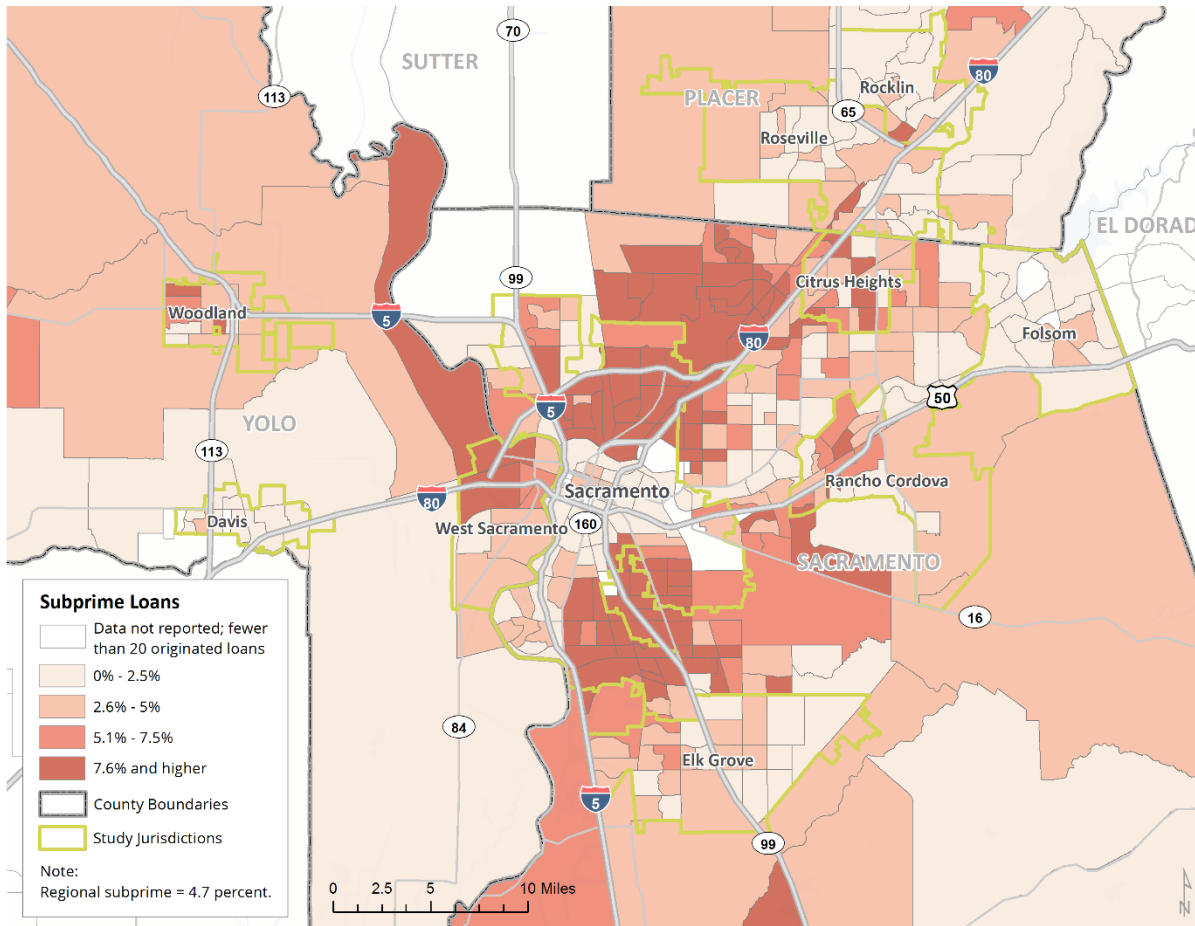 70
SUTTER
113
80
Rocklin
PLACER
65
Roseville
EL DORAD
99
Citrus Heights
Woodland
5
80
Folsom
5
50
YOLO
113
Rancho Cordova
Sacramento
80
Davis
West Sacramento
160
SACRAMENTO
16
84
Elk Grove
5
99
Subprime Loans
Data not reported; fewer
than 20 originated loans
0% - 2.5%
2.6% - 5%
5.1% - 7.5%
7.6% and higher
County Boundaries
Study Jurisdictions
Note:
Regional subprime = 4.7 percent.
0 2.5 5 10 Miles
N